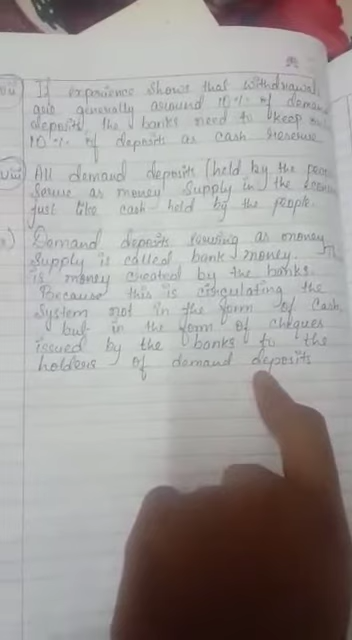 vii) If experience shows that withdrawals
are generally around 10% of demand
deposits the banks need to keep
10% of deposits as cash reserve
viii) All demand deposits (held by the people
serve as money supply in the
just like cash held by the people.
Demand deposits serving as money
supply is called bank money.
is money created by the banks.
Because this is circulating the
system not in the form of cash
but in the form of cheques
issued by the banks to the
holders of demand deposits